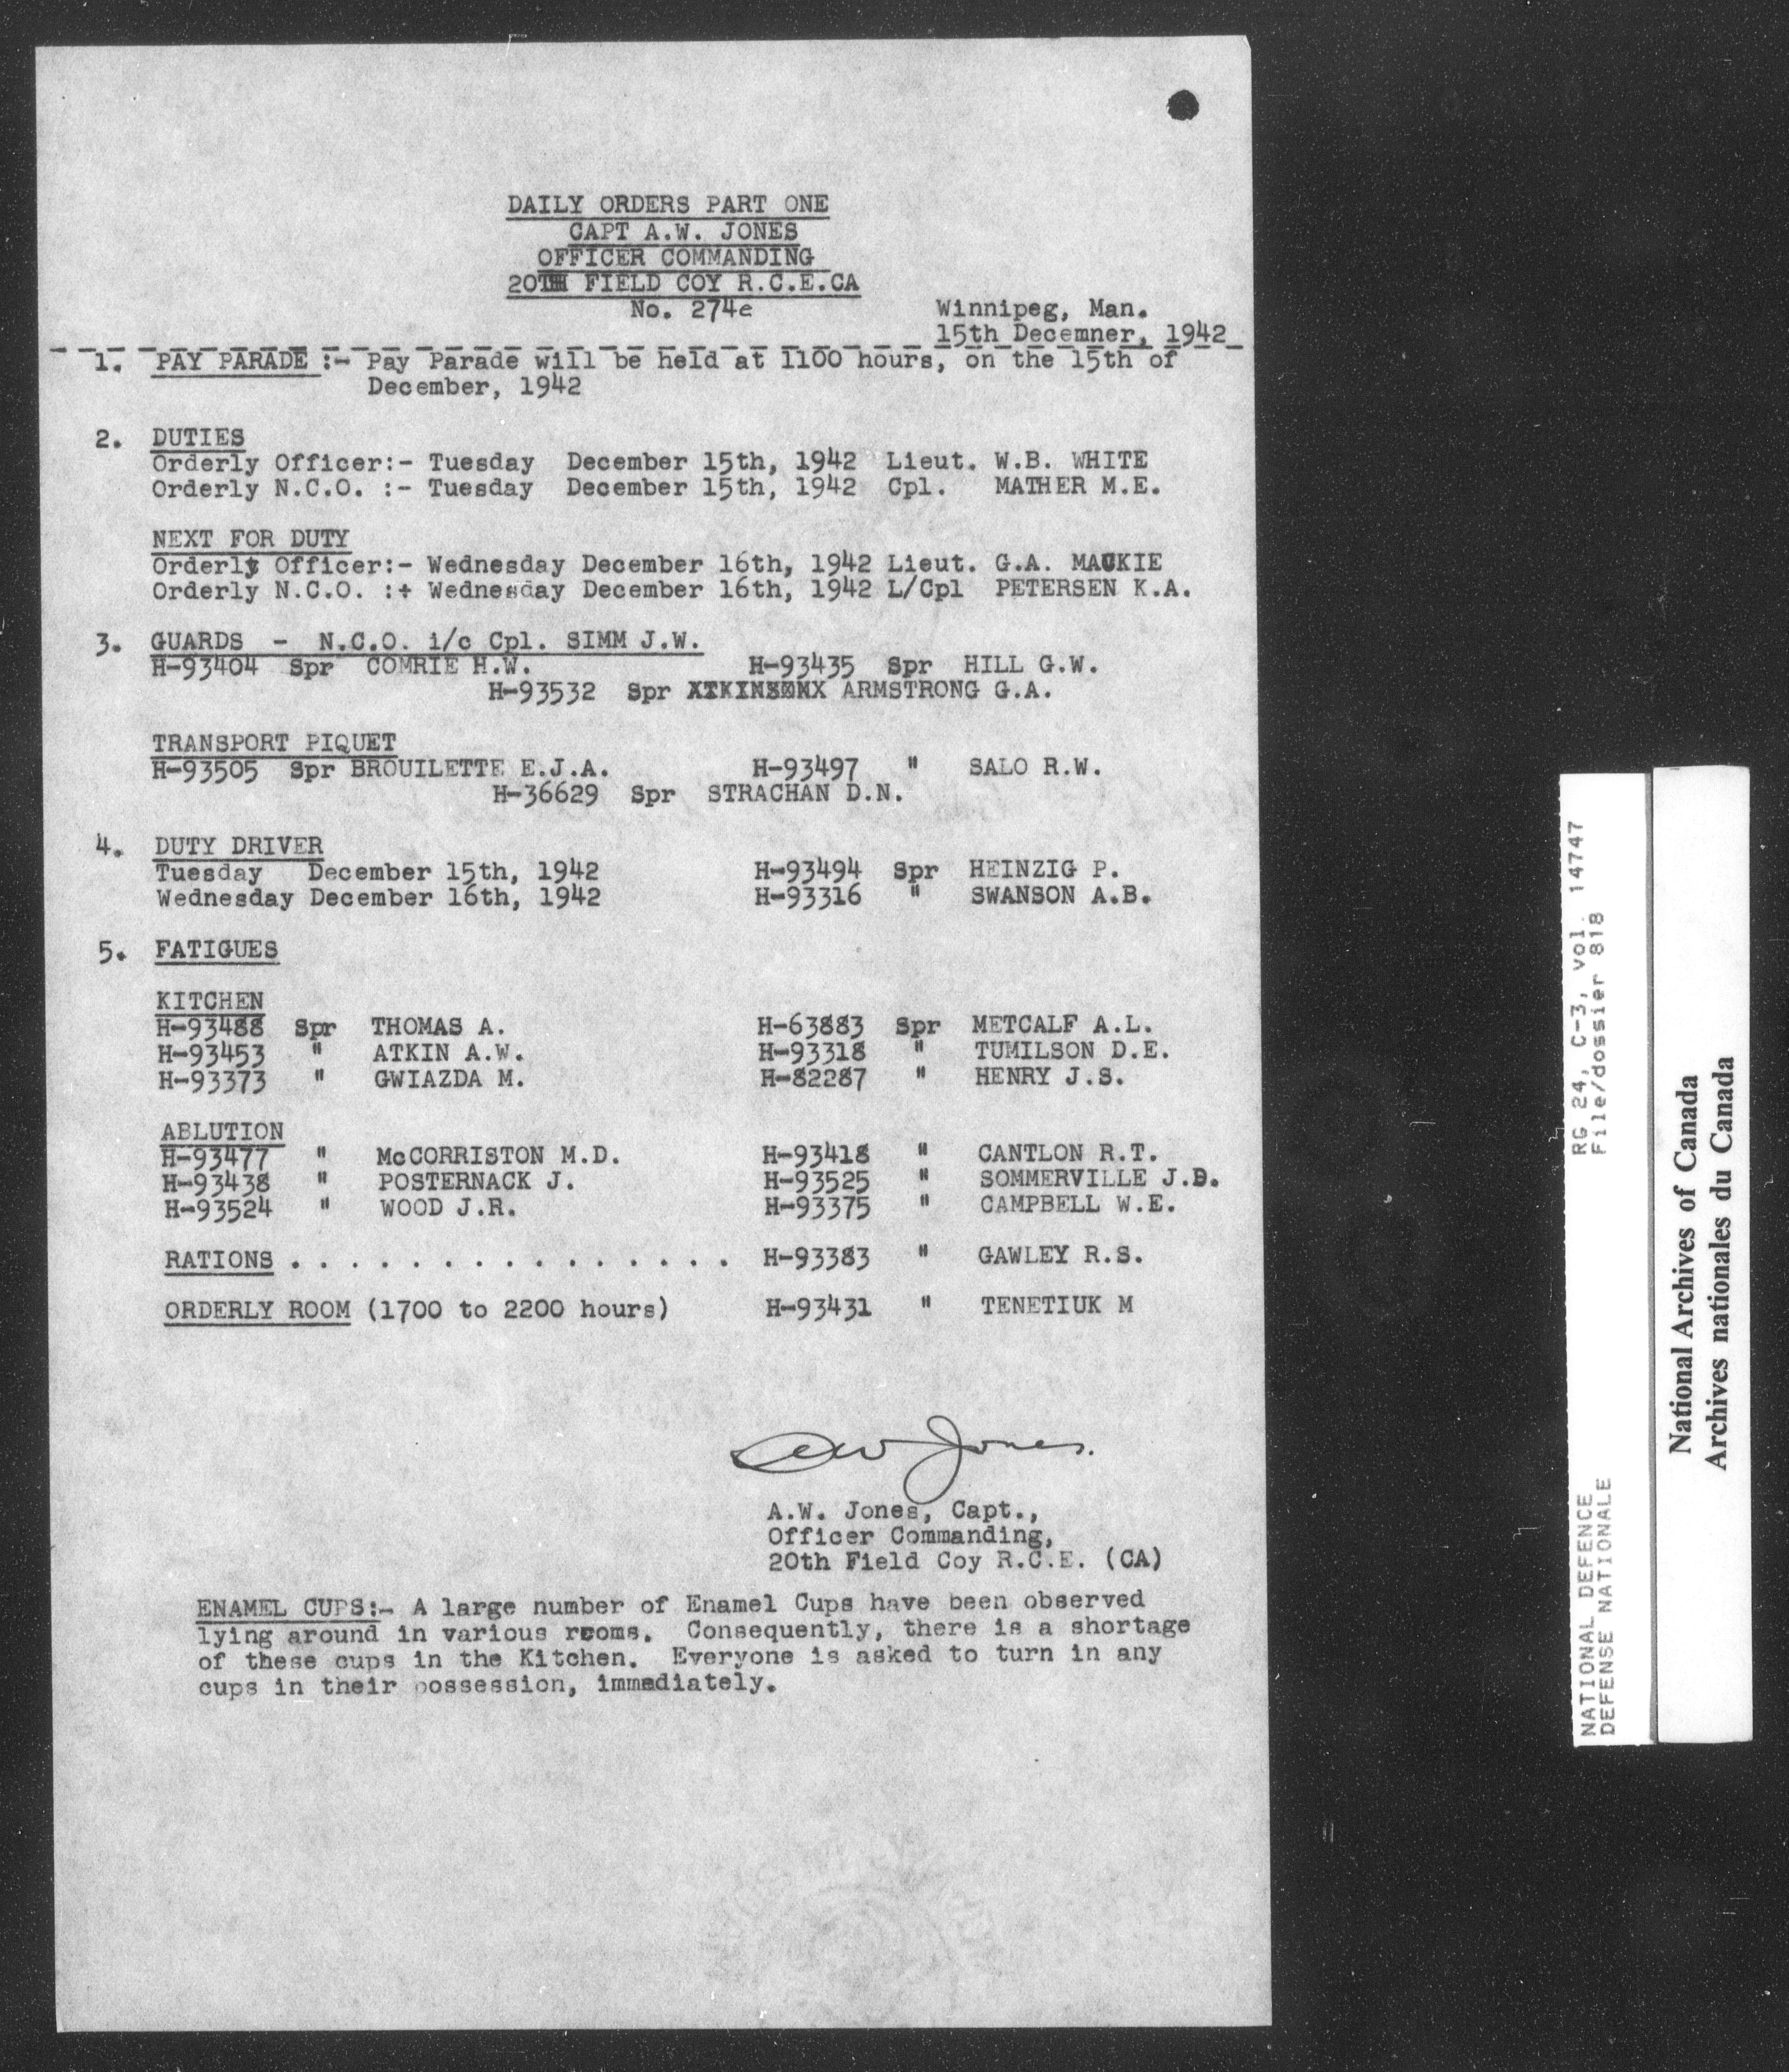 DAILY ORDERS PART ONE
CAPT A.W. JONES
OFFICER COMMANDING
20TH FIELD COY R.C.E.CA
No. 274e
Winnipeg, Man.
15th Decemner, 1942
1. PAY PARADE :- Pay Parade will be held at 1100 hours, on the 15th of
December, 1942
2. DUTIES
Orderly Officer:- Tuesday December 15th, 1942 Lieut. W.B. WHITE
Orderly N.C.O. :- Tuesday December 15th, 1942 Cpl. MATHER M.E.
NEXT FOR DUTY
Orderly Officer:- Wednesday December 16th, 1942 Lieut. G.A. MACKIE
Orderly N.C.O. :+ Wednesday December 16th, 1942 L/Cpl PETERSEN K.A.
3. GUARDS - N.C.O. i/c Cpl. SIMM J.W.
H-93404 Spr COMRIE H.W. H-93435 Spr HILL G.W.
H-93532 Spr ARMSTRONG G.A.
TRANSPORT PIQUET
H-93505 Spr BROUILETTE E.J.A. H-93497 " SALO R.W.
H-36629 Spr STRACHAN D.N.
4. DUTY DRIVER
Tuesday December 15th, 1942 H-93494 Spr HEINZIG P.
Wednesday December 16th, 1942 H-93316 " SWANSON A.B.
5. FATIGUES
KITCHEN
H-93488 Spr THOMAS A. H-63883 Spr METCALF A.L.
H-93453 " ATKIN A.W. H-93318 " TUMILSON D.E.
H-93373 " GWIAZDA M. H-82287 " HENRY J.S.
ABLUTION
H-93477 " McCORRISTON M.D. H-93418 " CANTLON R.T.
H-93438 " POSTERNACK J. H-93525 " SOMMERVILLE J.D.
H-93524 " WOOD J.R. H-93375 " CAMPBELL W.E.
RATIONS . . . . . . . . . . . . . . . H-93383 " GAWLEY R.S.
ORDERLY ROOM (1700 to 2200 hours) H-93431 " TENETIUK M
AW Jones.
A.W. Jones, Capt.,
Officer Commanding,
20th Field Coy R.C.E. (CA)
ENAMEL CUPS:- A large number of Enamel Cups have been observed
lying around in various rooms. Consequently, there is a shortage
of these cups in the Kitchen. Everyone is asked to turn in any
cups in their possession, immediately.
RG 24, C-3, vol. 14747
File/dossier 818
NATIONAL DEFENCE
DEFENSE NATIONALE
National Archives of Canada
Archives nationales du Canada